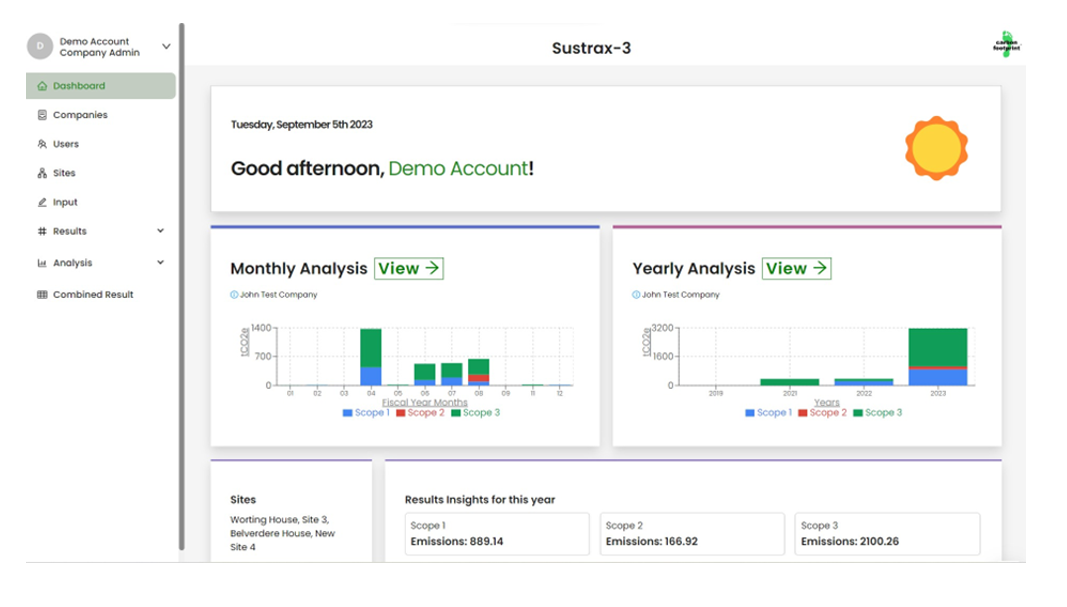 D
Demo Account
Company Admin
Dashboard
Companies
Users
Sites
Input
Results
Analysis
Combined Result
Sustrax-3
carbon
footprint
Tuesday, September 5th 2023
Good afternoon, Demo Account!
Monthly Analysis View →
John Test Company
tCO2e
1400
700
0
01 02 03 04 05 06 07 08 09 11 12
Fiscal Year Months
Scope 1 Scope 2 Scope 3
Yearly Analysis View →
John Test Company
tCO2e
3200
1600
0
2019 2021 2022 2023
Years
Scope 1 Scope 2 Scope 3
Sites
Worting House, Site 3,
Belverdere House, New
Site 4
Results Insights for this year
Scope 1
Emissions: 889.14
Scope 2
Emissions: 166.92
Scope 3
Emissions: 2100.26